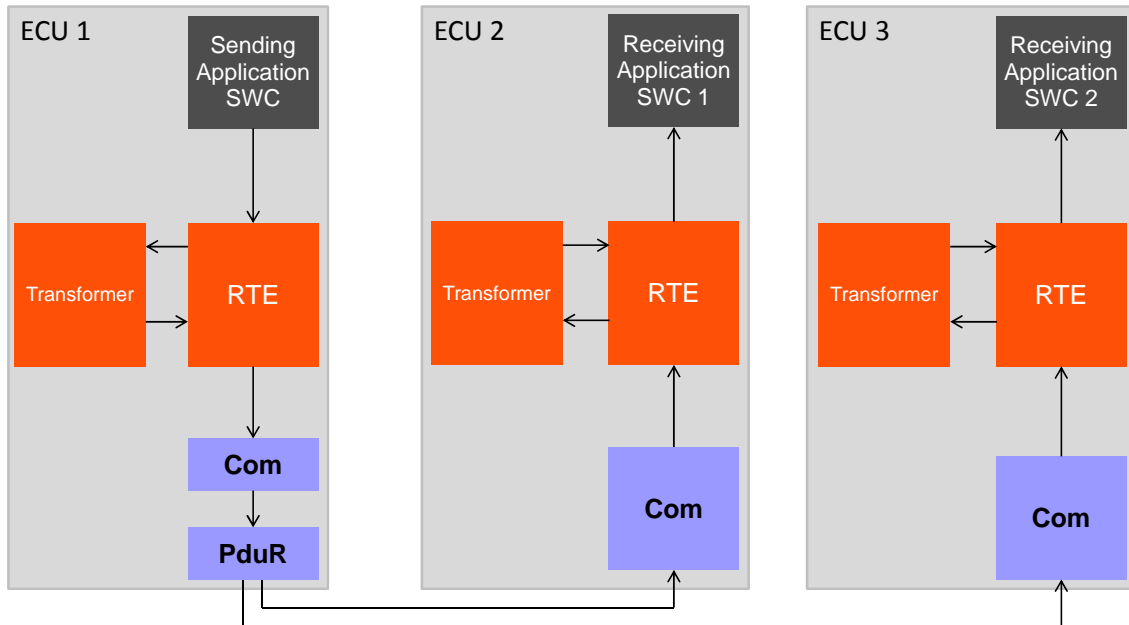 ECU 1
Sending
Application
SWC
Transformer
RTE
Com
PduR
ECU 2
Receiving
Application
SWC 1
Transformer
RTE
Com
ECU 3
Receiving
Application
SWC 2
Transformer
RTE
Com